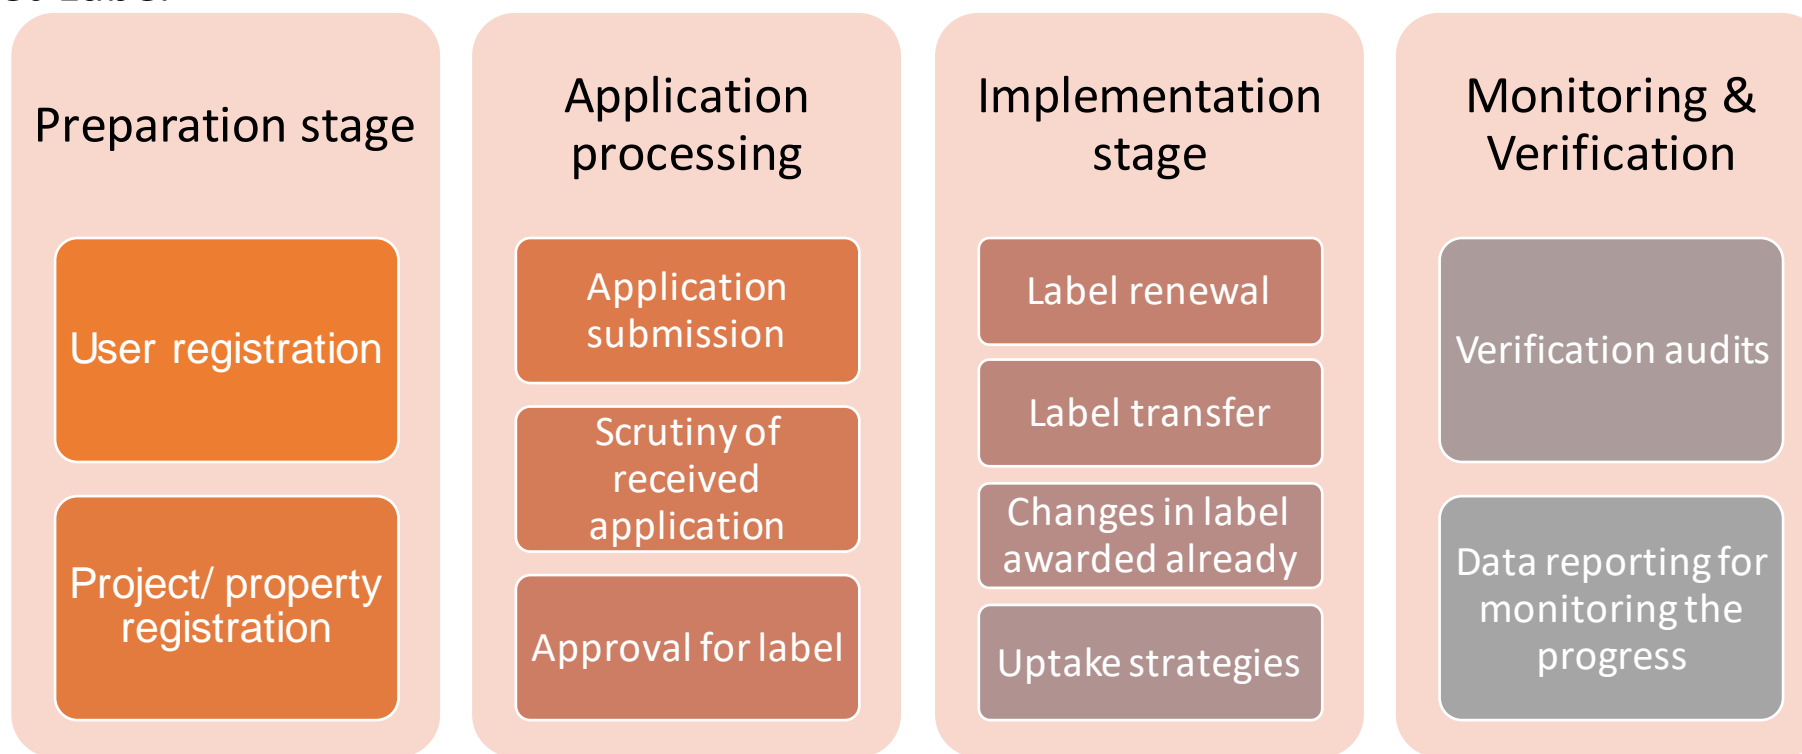 Preparation stage
User registration
Project/ property
registration
Application
processing
Application
submission
Scrutiny of
received
application
Approval for label
Implementation
stage
Label renewal
Label transfer
Changes in label
awarded already
Uptake strategies
Monitoring &
Verification
Verification audits
Data reporting for
monitoring the
progress